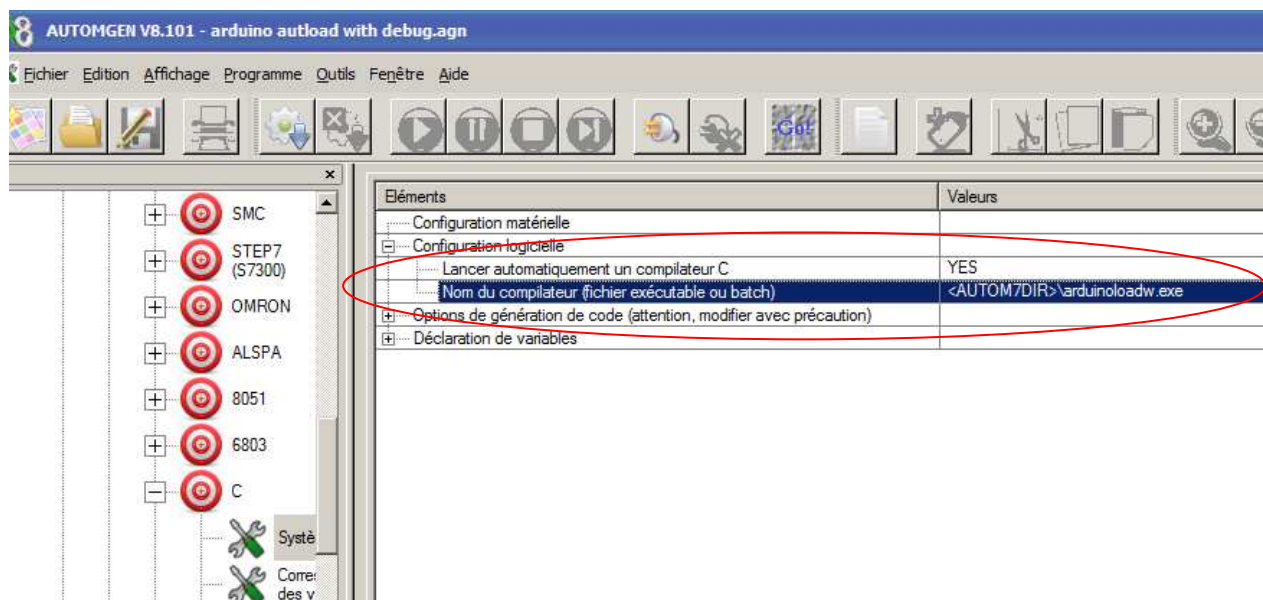 AUTOMGEN V8.101 - arduino autload with debug.agn
Fichier Edition Affichage Programme Outils Fenêtre Aide
Go!
Eléments Valeurs
Configuration matérielle
Configuration logicielle
Lancer automatiquement un compilateur C YES
Nom du compilateur (fichier exécutable ou batch) <AUTOM7DIR>\arduinoloadw.exe
Options de génération de code (attention, modifier avec précaution)
Déclaration de variables
SMC
STEP7
(S7300)
OMRON
ALSPA
8051
6803
C
Systè
Corres
des v